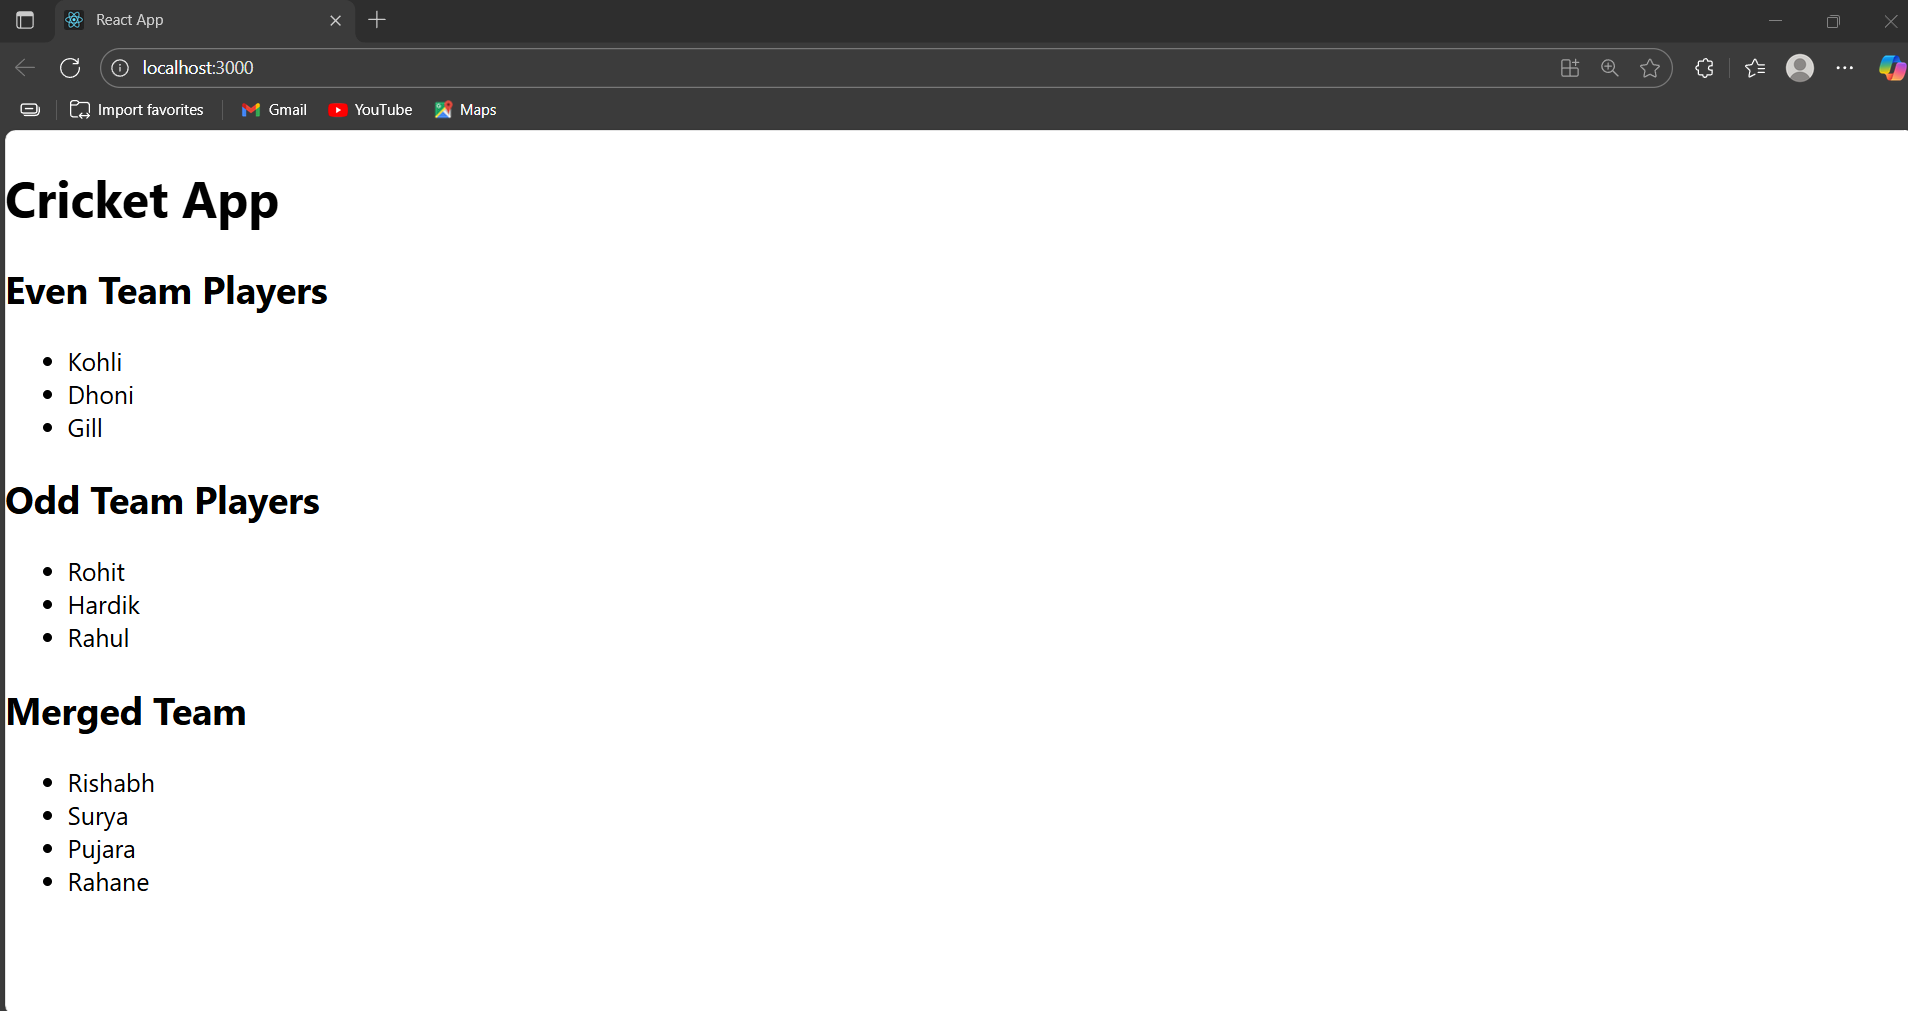 React App
localhost:3000
Import favorites Gmail YouTube Maps
Cricket App
Even Team Players
Kohli
Dhoni
Gill
Odd Team Players
Rohit
Hardik
Rahul
Merged Team
Rishabh
Surya
Pujara
Rahane